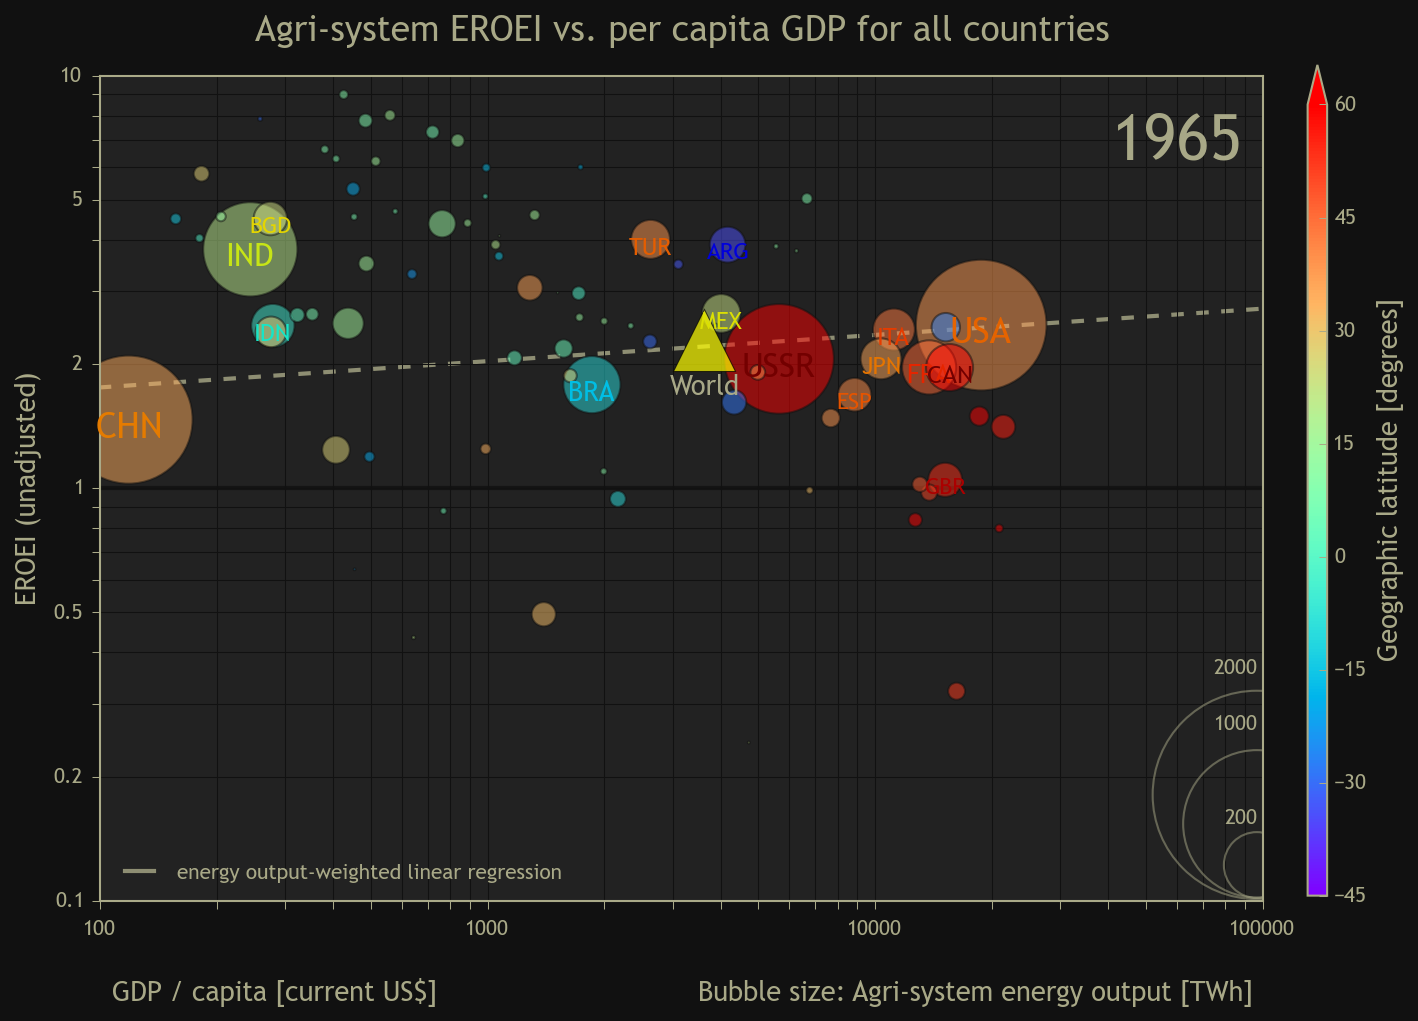 Agri-system EROEI vs. per capita GDP for all countries
1965
EROEI (unadjusted)
10
5
2
1
0.5
0.2
0.1
BGD
IND
IDN
CHN
TUR
ARG
MEX
World
USSR
BRA
ITA
JPN
USA
CAN
ESP
GBR
2000
1000
200
energy output-weighted linear regression
100
1000
10000
100000
GDP / capita [current US$]
Bubble size: Agri-system energy output [TWh]
60
45
30
15
0
−15
−30
−45
Geographic latitude [degrees]